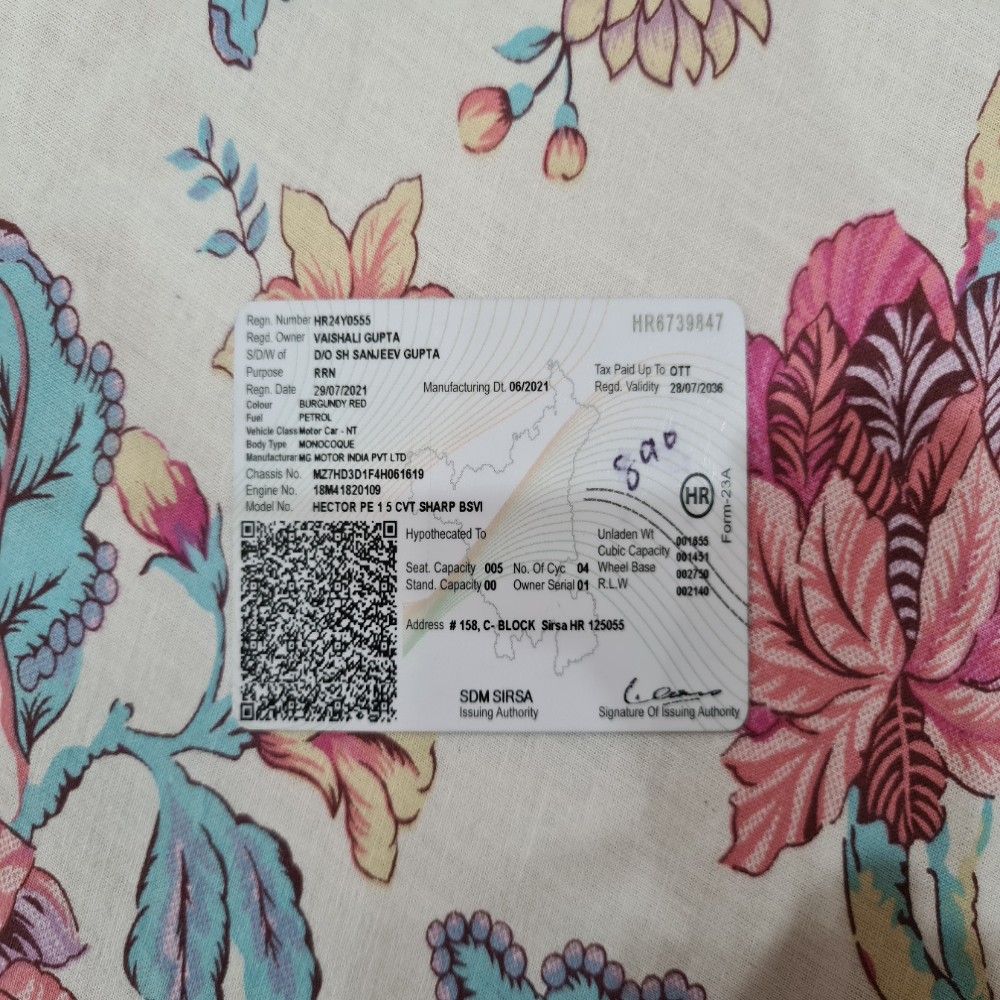 Regn. Number HR24Y0555
HR6739847
Regd. Owner VAISHALI GUPTA
S/D/W of D/O SH SANJEEV GUPTA
Purpose RRN
Tax Paid Up To OTT
Regn. Date 29/07/2021 Manufacturing Dt. 06/2021 Regd. Validity 28/07/2036
Colour BURGUNDY RED
Fuel PETROL
Vehicle Class Motor Car - NT
Body Type MONOCOQUE
Manufacturar MG MOTOR INDIA PVT LTD
Chassis No. MZ7HD3D1F4H061619
Engine No. 18M41820109
Model No. HECTOR PE 1 5 CVT SHARP BSVI
HR
Form-23A
Hypothecated To
Unladen Wt 001655
Cubic Capacity 001451
Seat. Capacity 005 No. Of Cyc 04 Wheel Base 002750
Stand. Capacity 00 Owner Serial 01 R.L.W 002140
Address # 158, C- BLOCK Sirsa HR 125055
SDM SIRSA
Issuing Authority
Signature Of Issuing Authority